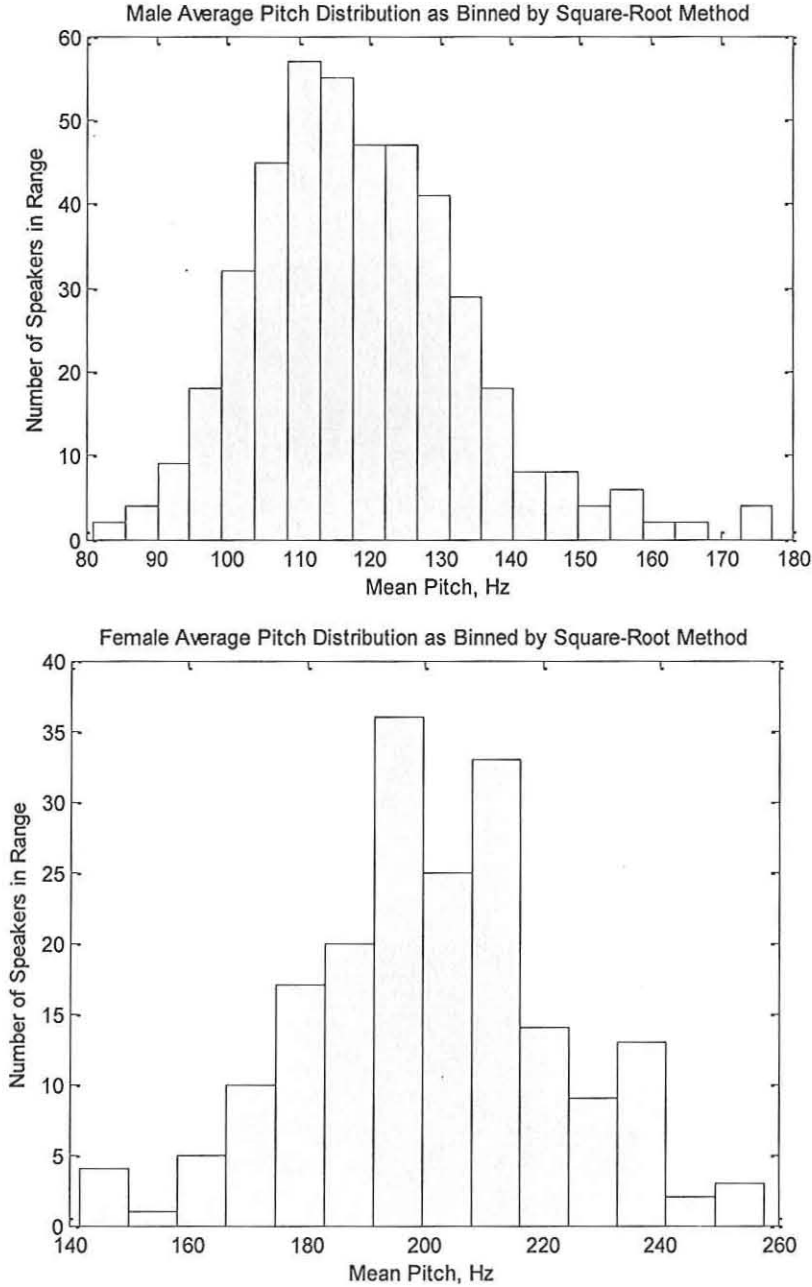 Male Average Pitch Distribution as Binned by Square-Root Method
60
50
40
30
20
10
0
Number of Speakers in Range
80 90 100 110 120 130 140 150 160 170 180
Mean Pitch, Hz
Female Average Pitch Distribution as Binned by Square-Root Method
40
35
30
25
20
15
10
5
0
Number of Speakers in Range
140 160 180 200 220 240 260
Mean Pitch, Hz